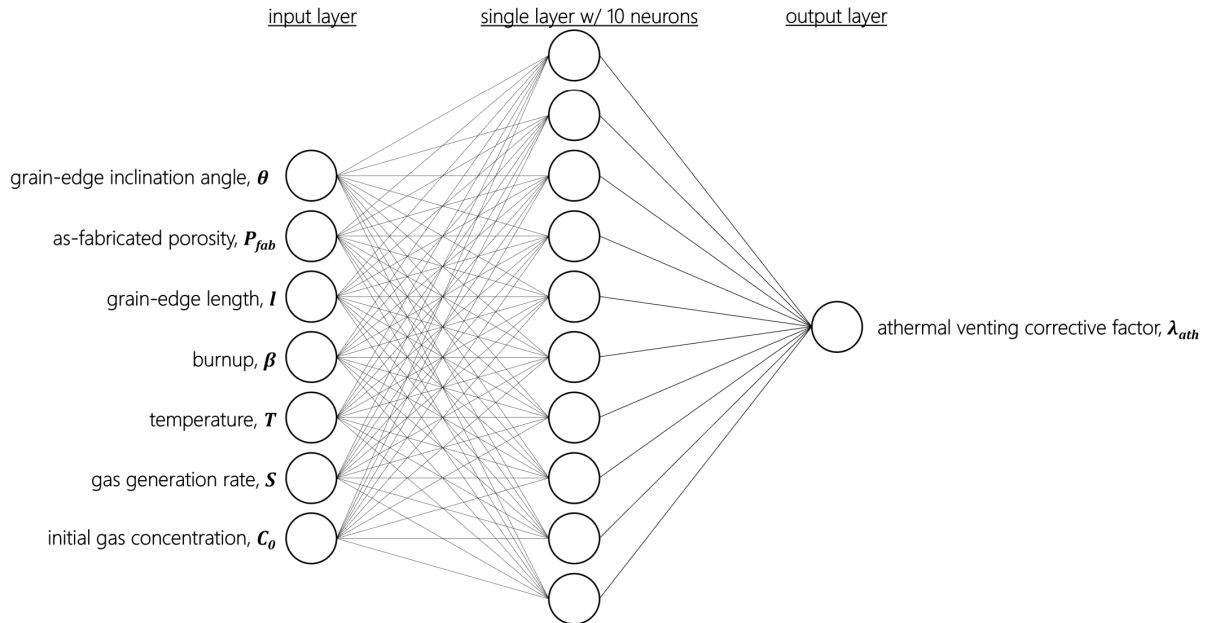 input layer
single layer w/ 10 neurons
output layer
grain-edge inclination angle, θ
as-fabricated porosity, P_fab
grain-edge length, l
burnup, β
temperature, T
gas generation rate, S
initial gas concentration, C_0
athermal venting corrective factor, λ_ath